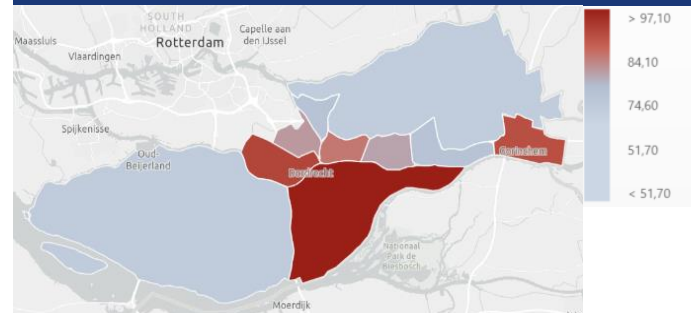 SOUTH
HOLLAND
Maassluis
Rotterdam
Capelle aan
den IJssel
Vlaardingen
Spijkenisse
Oud-
Beijerland
Dordrecht
Gorinchem
Nationaal
Park de
Biesbosch
Moerdijk
> 97,10
84,10
74,60
51,70
< 51,70